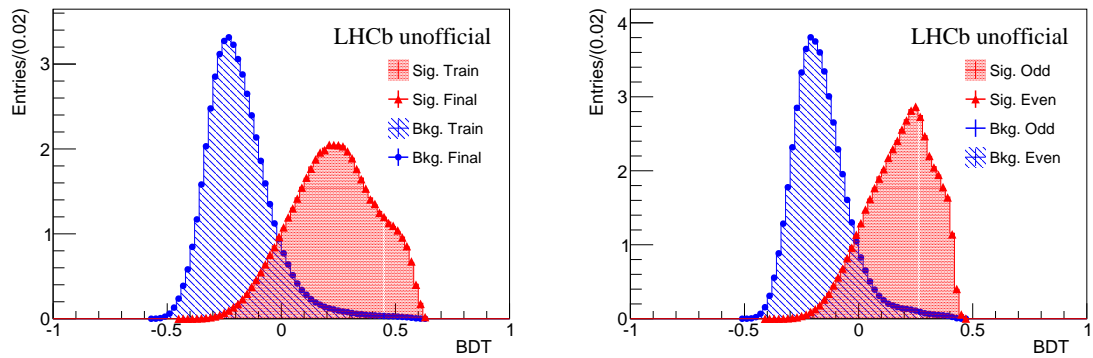 Entries/(0.02)
LHCb unofficial
Sig. Train
Sig. Final
Bkg. Train
Bkg. Final
3
2
1
0
-1 -0.5 0 0.5 1
BDT
Entries/(0.02)
LHCb unofficial
Sig. Odd
Sig. Even
Bkg. Odd
Bkg. Even
4
3
2
1
0
-1 -0.5 0 0.5 1
BDT